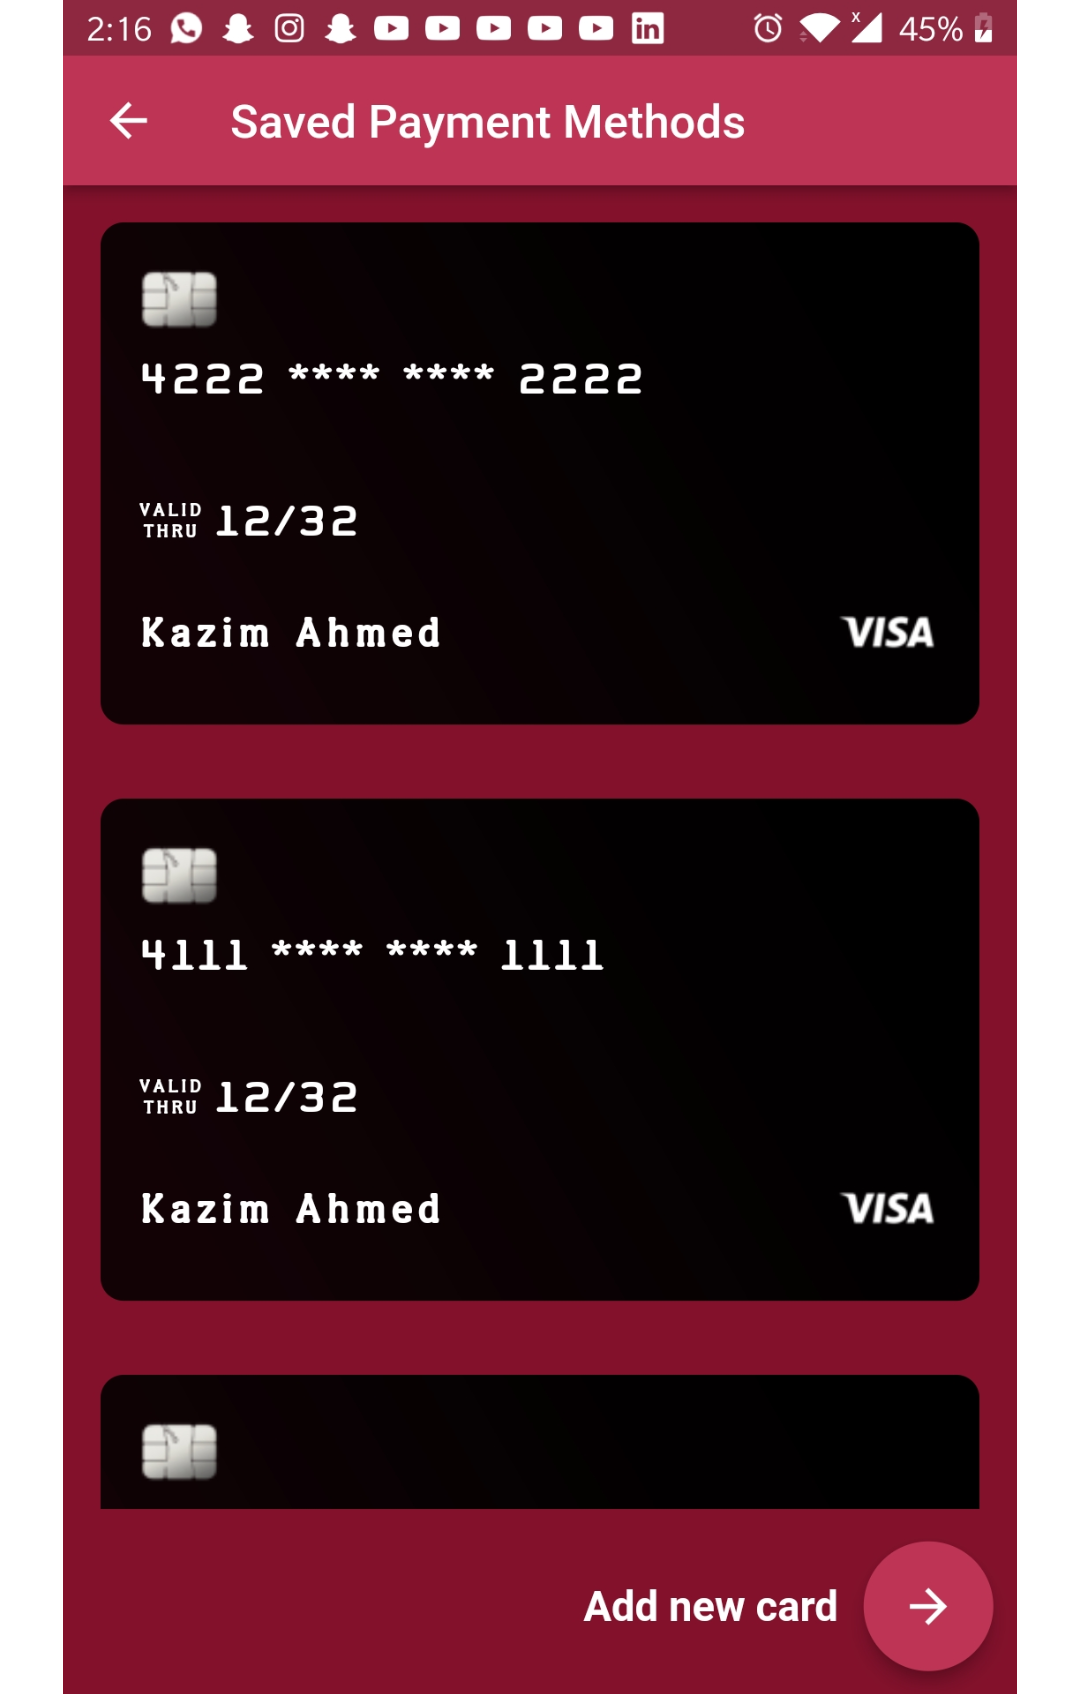 2:16 45%
Saved Payment Methods
4222 **** **** 2222
VALID THRU 12/32
Kazim Ahmed VISA
4111 **** **** 1111
VALID THRU 12/32
Kazim Ahmed VISA
Add new card